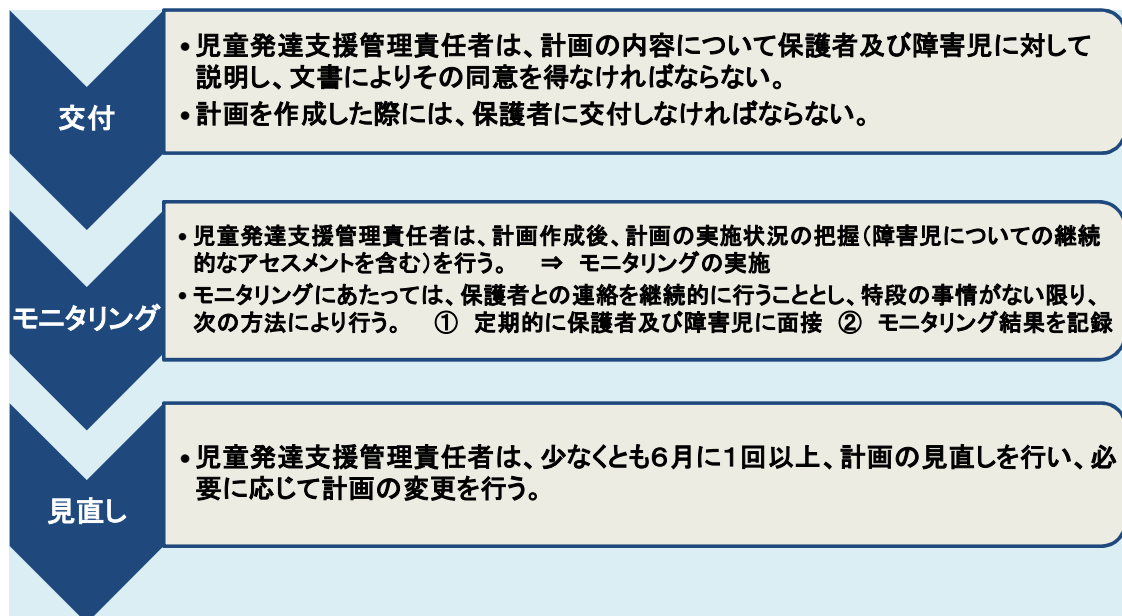 交付
• 児童発達支援管理責任者は、計画の内容について保護者及び障害児に対して
説明し、文書によりその同意を得なければならない。
• 計画を作成した際には、保護者に交付しなければならない。
モニタリング
• 児童発達支援管理責任者は、計画作成後、計画の実施状況の把握(障害児についての継続
的なアセスメントを含む)を行う。　⇒ モニタリングの実施
• モニタリングにあたっては、保護者との連絡を継続的に行うこととし、特段の事情がない限り、
次の方法により行う。　① 定期的に保護者及び障害児に面接 ② モニタリング結果を記録
見直し
• 児童発達支援管理責任者は、少なくとも6月に1回以上、計画の見直しを行い、必
要に応じて計画の変更を行う。